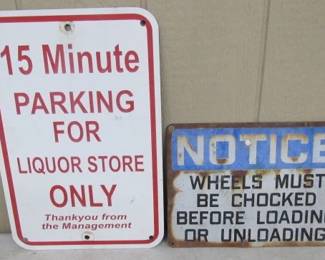 15 Minute
PARKING
FOR
LIQUOR STORE
ONLY
Thankyou from
the Management
NOTICE
WHEELS MUST
BE CHOCKED
BEFORE LOADING
OR UNLOADING